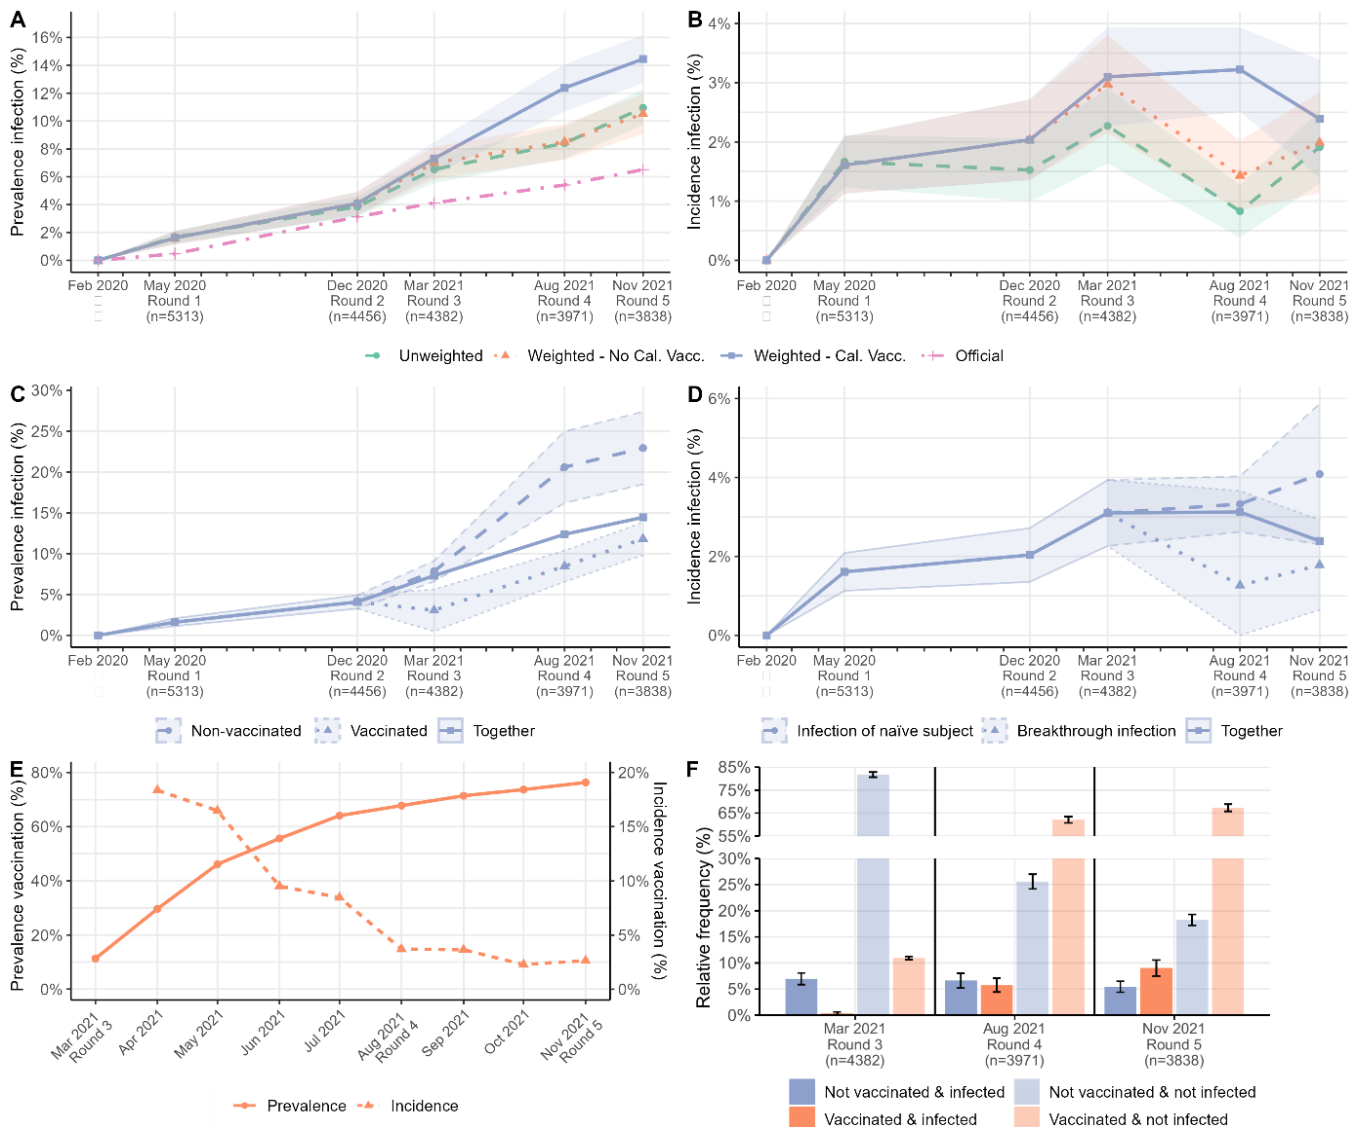 A
Prevalence infection (%)
16%
14%
12%
10%
8%
6%
4%
2%
0%
Feb 2020
May 2020
Round 1
(n=5313)
Dec 2020
Round 2
(n=4456)
Mar 2021
Round 3
(n=4382)
Aug 2021
Round 4
(n=3971)
Nov 2021
Round 5
(n=3838)
B
Incidence infection (%)
4%
3%
2%
1%
0%
Feb 2020
May 2020
Round 1
(n=5313)
Dec 2020
Round 2
(n=4456)
Mar 2021
Round 3
(n=4382)
Aug 2021
Round 4
(n=3971)
Nov 2021
Round 5
(n=3838)
Unweighted
Weighted - No Cal. Vacc.
Weighted - Cal. Vacc.
Official
C
Prevalence infection (%)
30%
25%
20%
15%
10%
5%
0%
Feb 2020
May 2020
Round 1
(n=5313)
Dec 2020
Round 2
(n=4456)
Mar 2021
Round 3
(n=4382)
Aug 2021
Round 4
(n=3971)
Nov 2021
Round 5
(n=3838)
Non-vaccinated
Vaccinated
Together
D
Incidence infection (%)
6%
4%
2%
0%
Feb 2020
May 2020
Round 1
(n=5313)
Dec 2020
Round 2
(n=4456)
Mar 2021
Round 3
(n=4382)
Aug 2021
Round 4
(n=3971)
Nov 2021
Round 5
(n=3838)
Infection of naïve subject
Breakthrough infection
Together
E
Prevalence vaccination (%)
80%
60%
40%
20%
0%
20%
15%
10%
5%
0%
Incidence vaccination (%)
Mar 2021
Round 3
Apr 2021
May 2021
Jun 2021
Jul 2021
Aug 2021
Round 4
Sep 2021
Oct 2021
Nov 2021
Round 5
Prevalence
Incidence
F
Relative frequency (%)
85%
75%
65%
55%
30%
25%
20%
15%
10%
5%
0%
Mar 2021
Round 3
(n=4382)
Aug 2021
Round 4
(n=3971)
Nov 2021
Round 5
(n=3838)
Not vaccinated & infected
Not vaccinated & not infected
Vaccinated & infected
Vaccinated & not infected